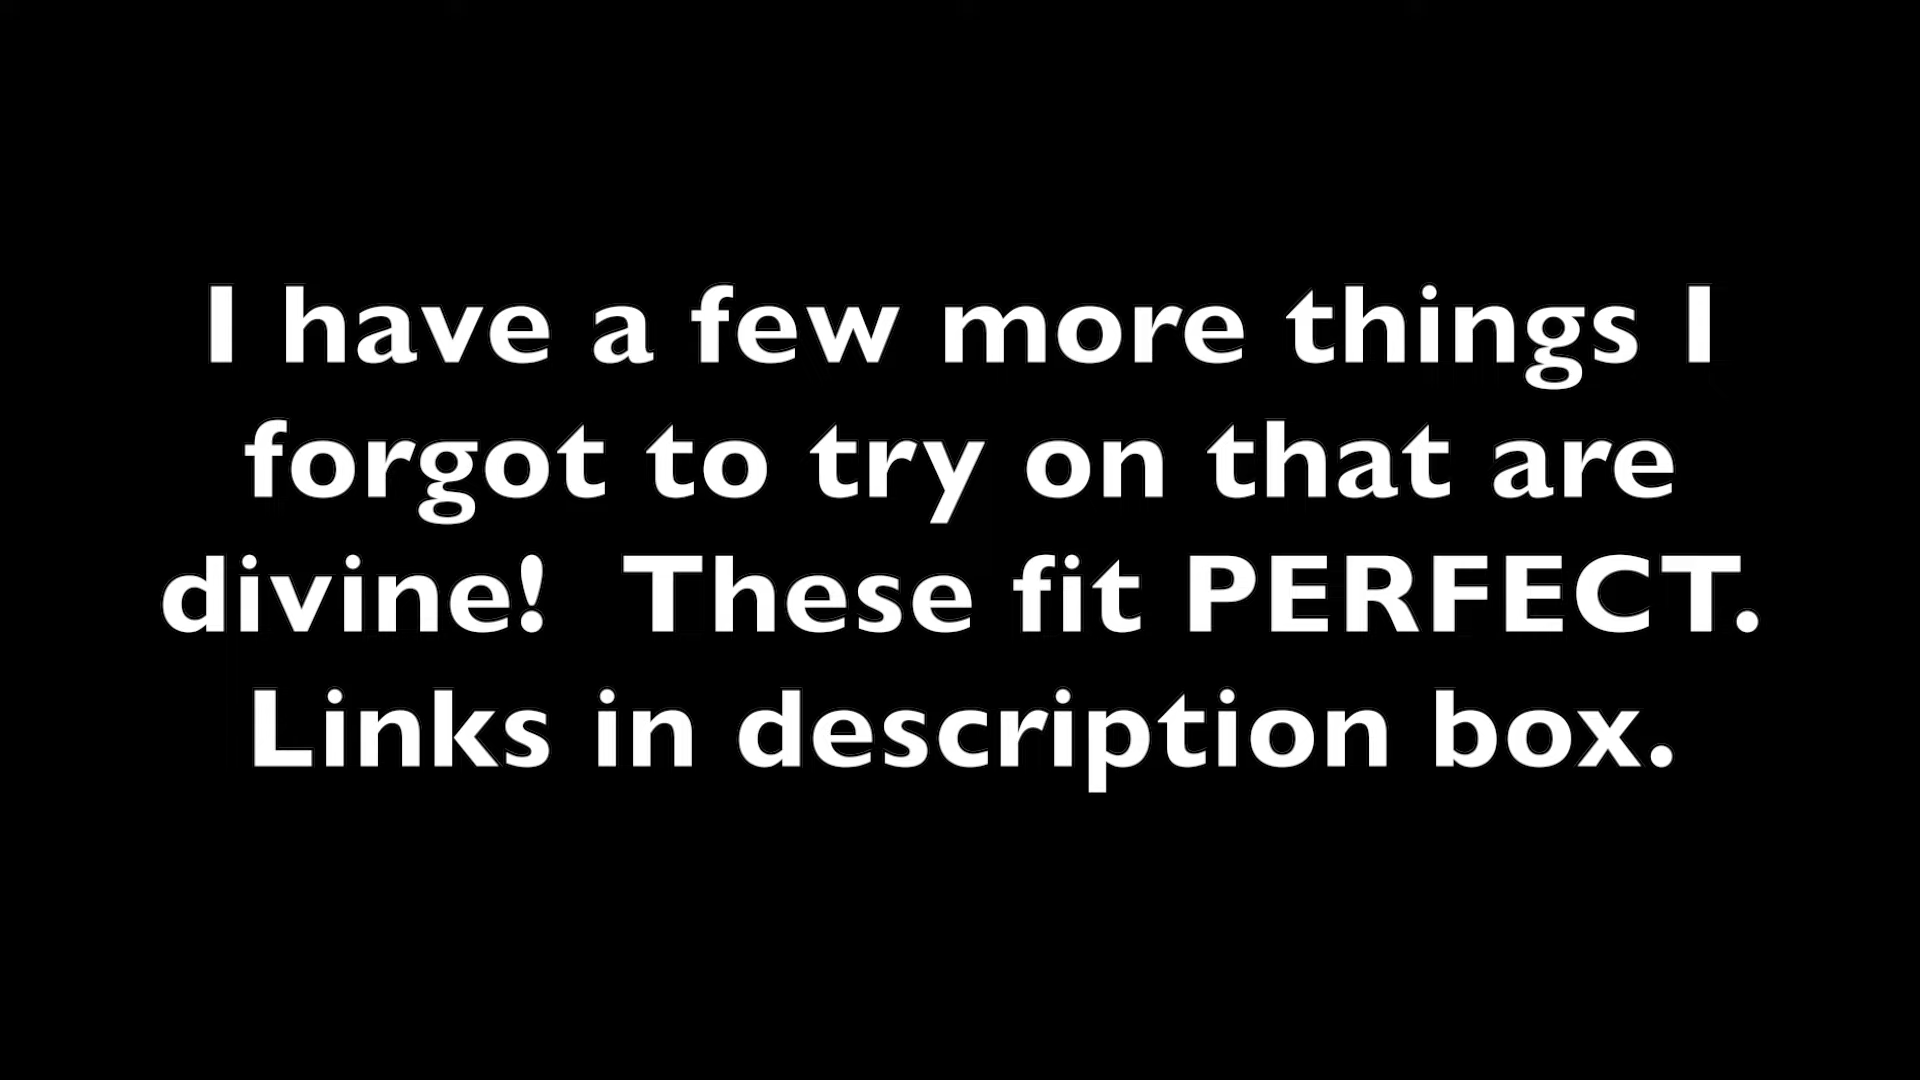 I have a few more things I
forgot to try on that are
divine!  These fit PERFECT.
Links in description box.